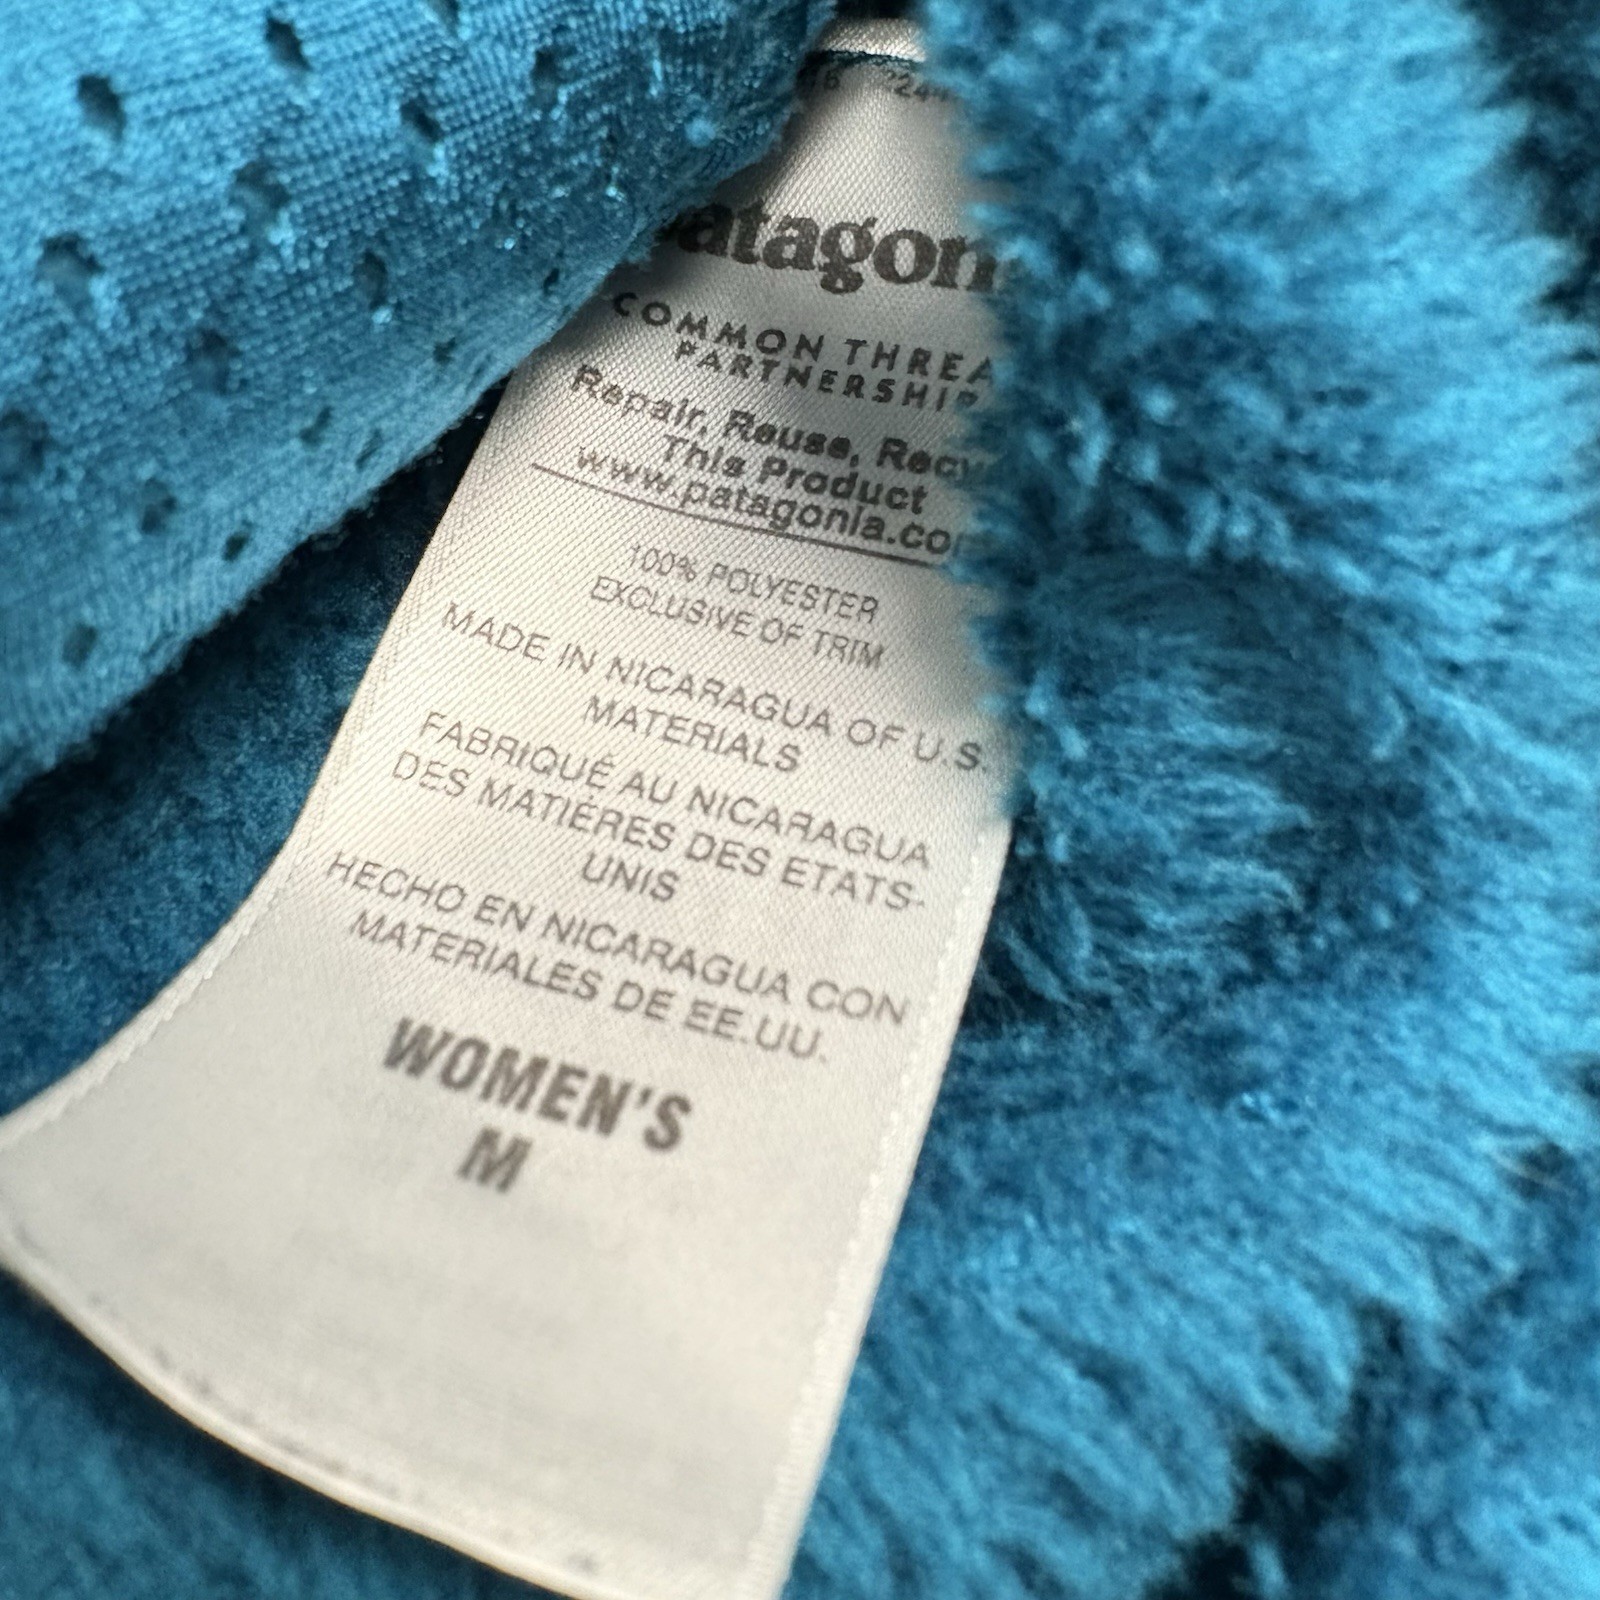 patagoni
COMMON THREA
PARTNERSHIP
Repair, Reuse, Recy
This Product
www.patagonia.co
100% POLYESTER
EXCLUSIVE OF TRIM
MADE IN NICARAGUA OF U.S.
MATERIALS
FABRIQUÉ AU NICARAGUA
DES MATIÈRES DES ETATS-
UNIS
HECHO EN NICARAGUA CON
MATERIALES DE EE.UU.
WOMEN'S
M